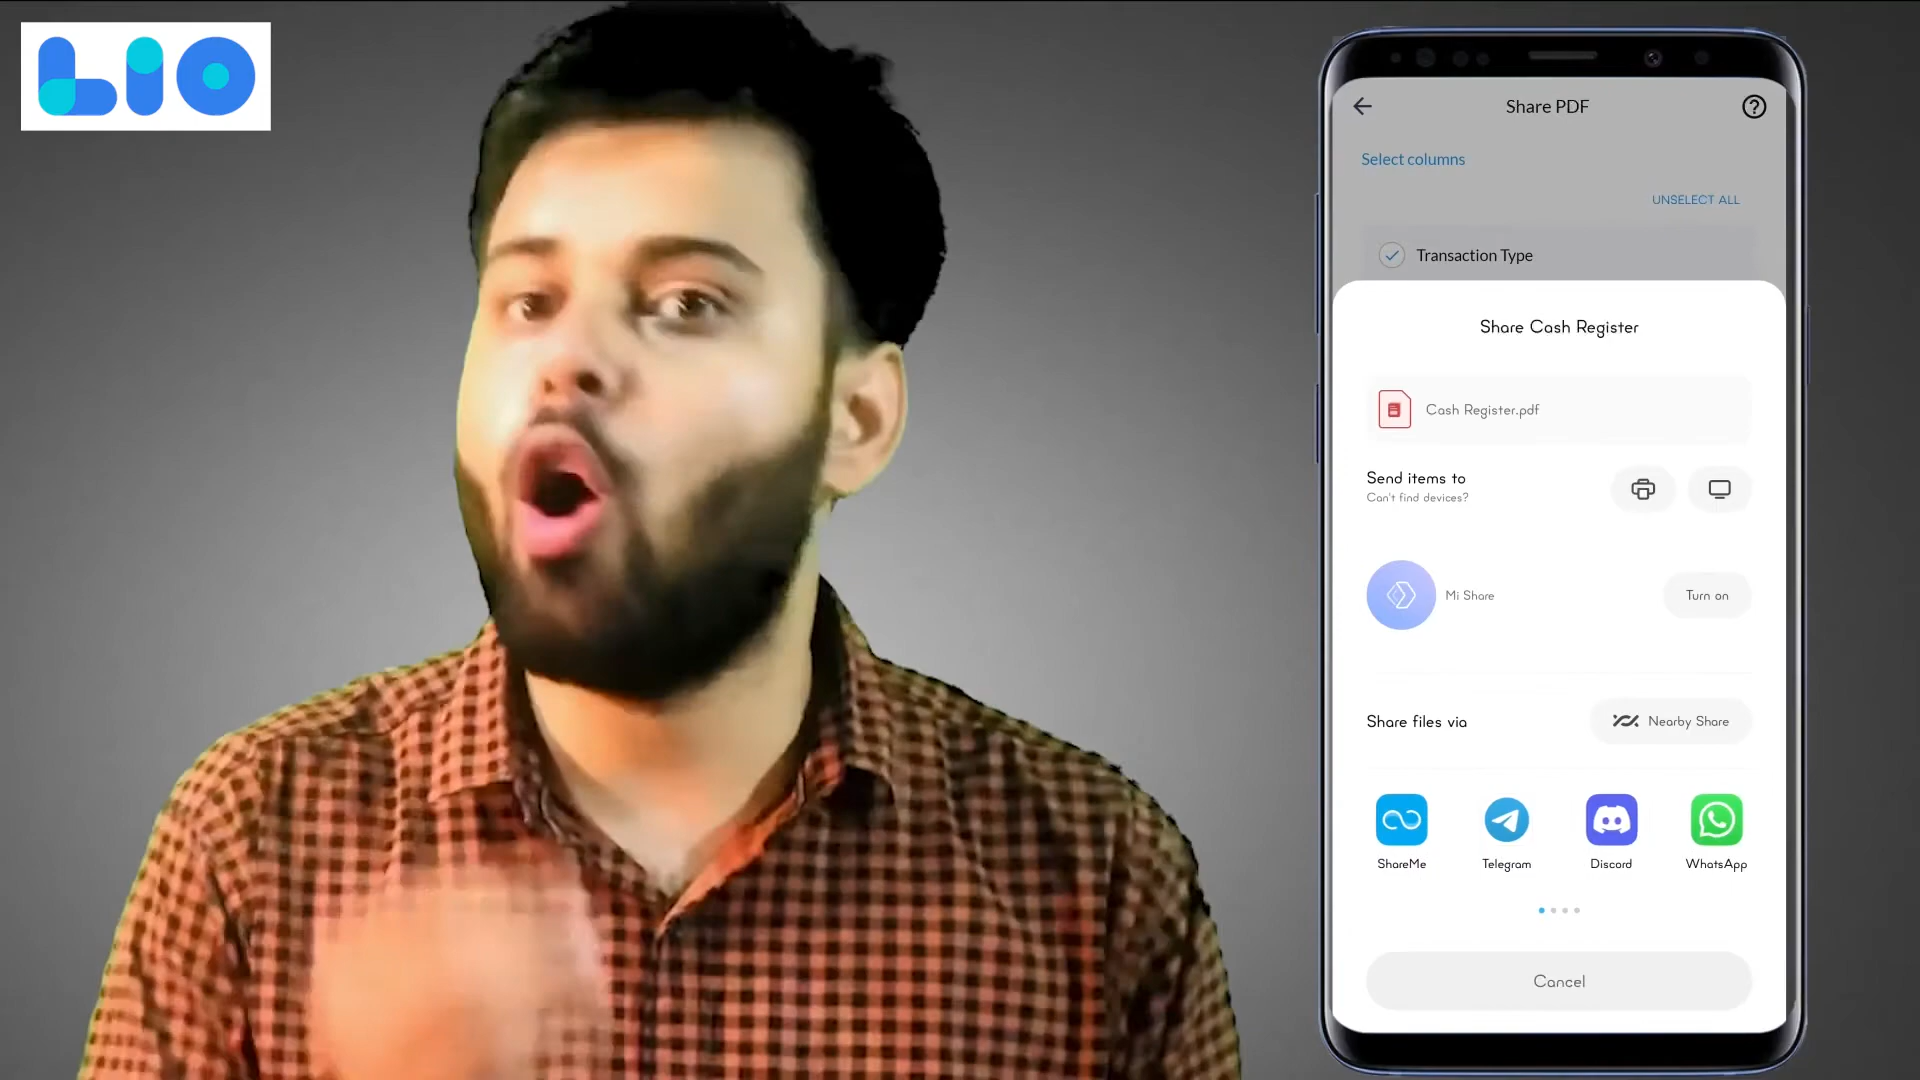 LIO
Share PDF
Select columns
UNSELECT ALL
Transaction Type
Share Cash Register
Cash Register.pdf
Send items to
Can't find devices?
Mi Share
Turn on
Share files via
Nearby Share
ShareMe
Telegram
Discord
WhatsApp
Cancel